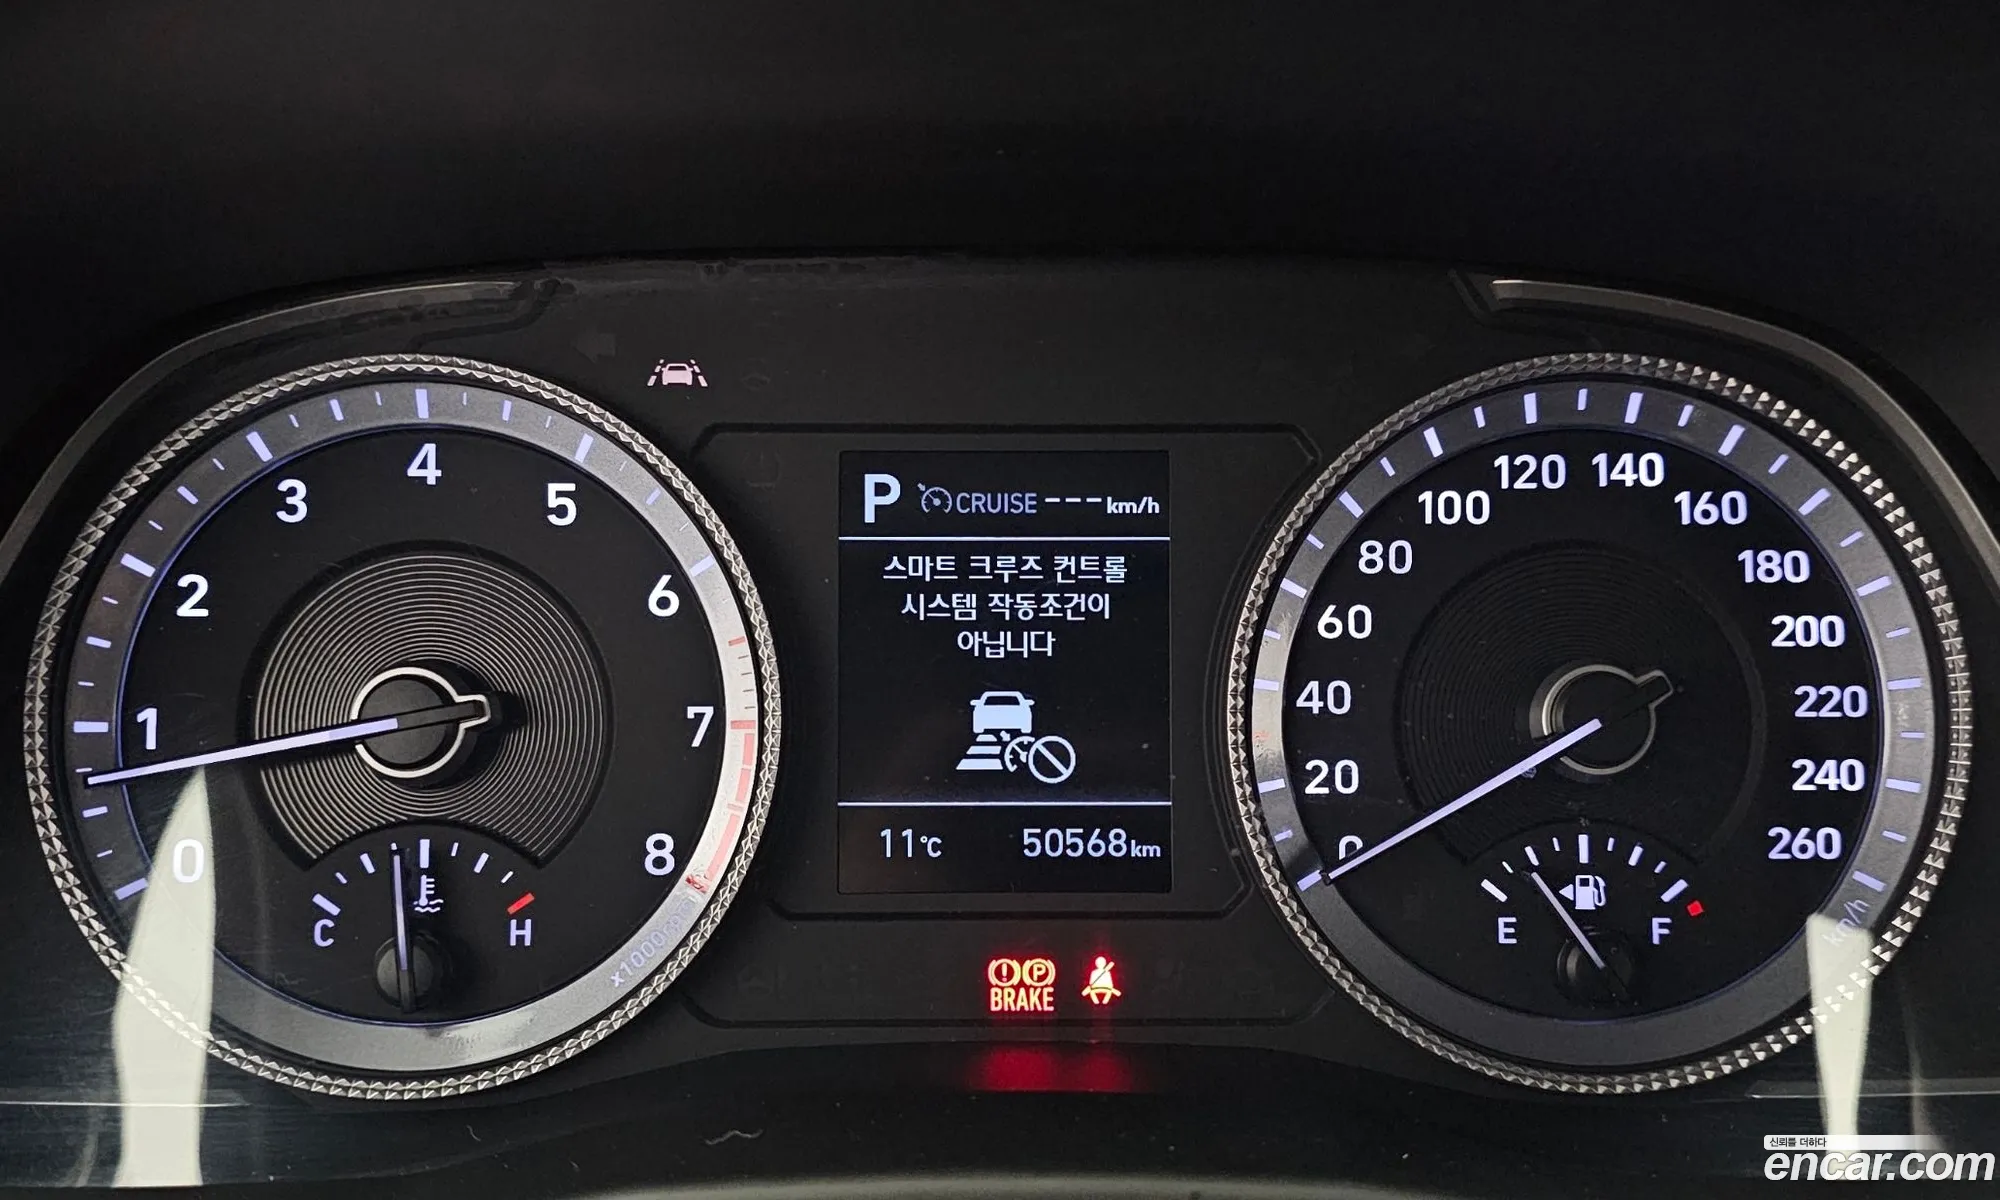 4
3
5
2
6
1
7
0
8
C
H
x1000rpm
P CRUISE ---km/h
스마트 크루즈 컨트롤
시스템 작동조건이
아닙니다
11℃ 50568km
BRAKE
120
140
100
160
80
180
60
200
40
220
20
240
0
260
E
F
km/h
신뢰를 더하다
encar.com